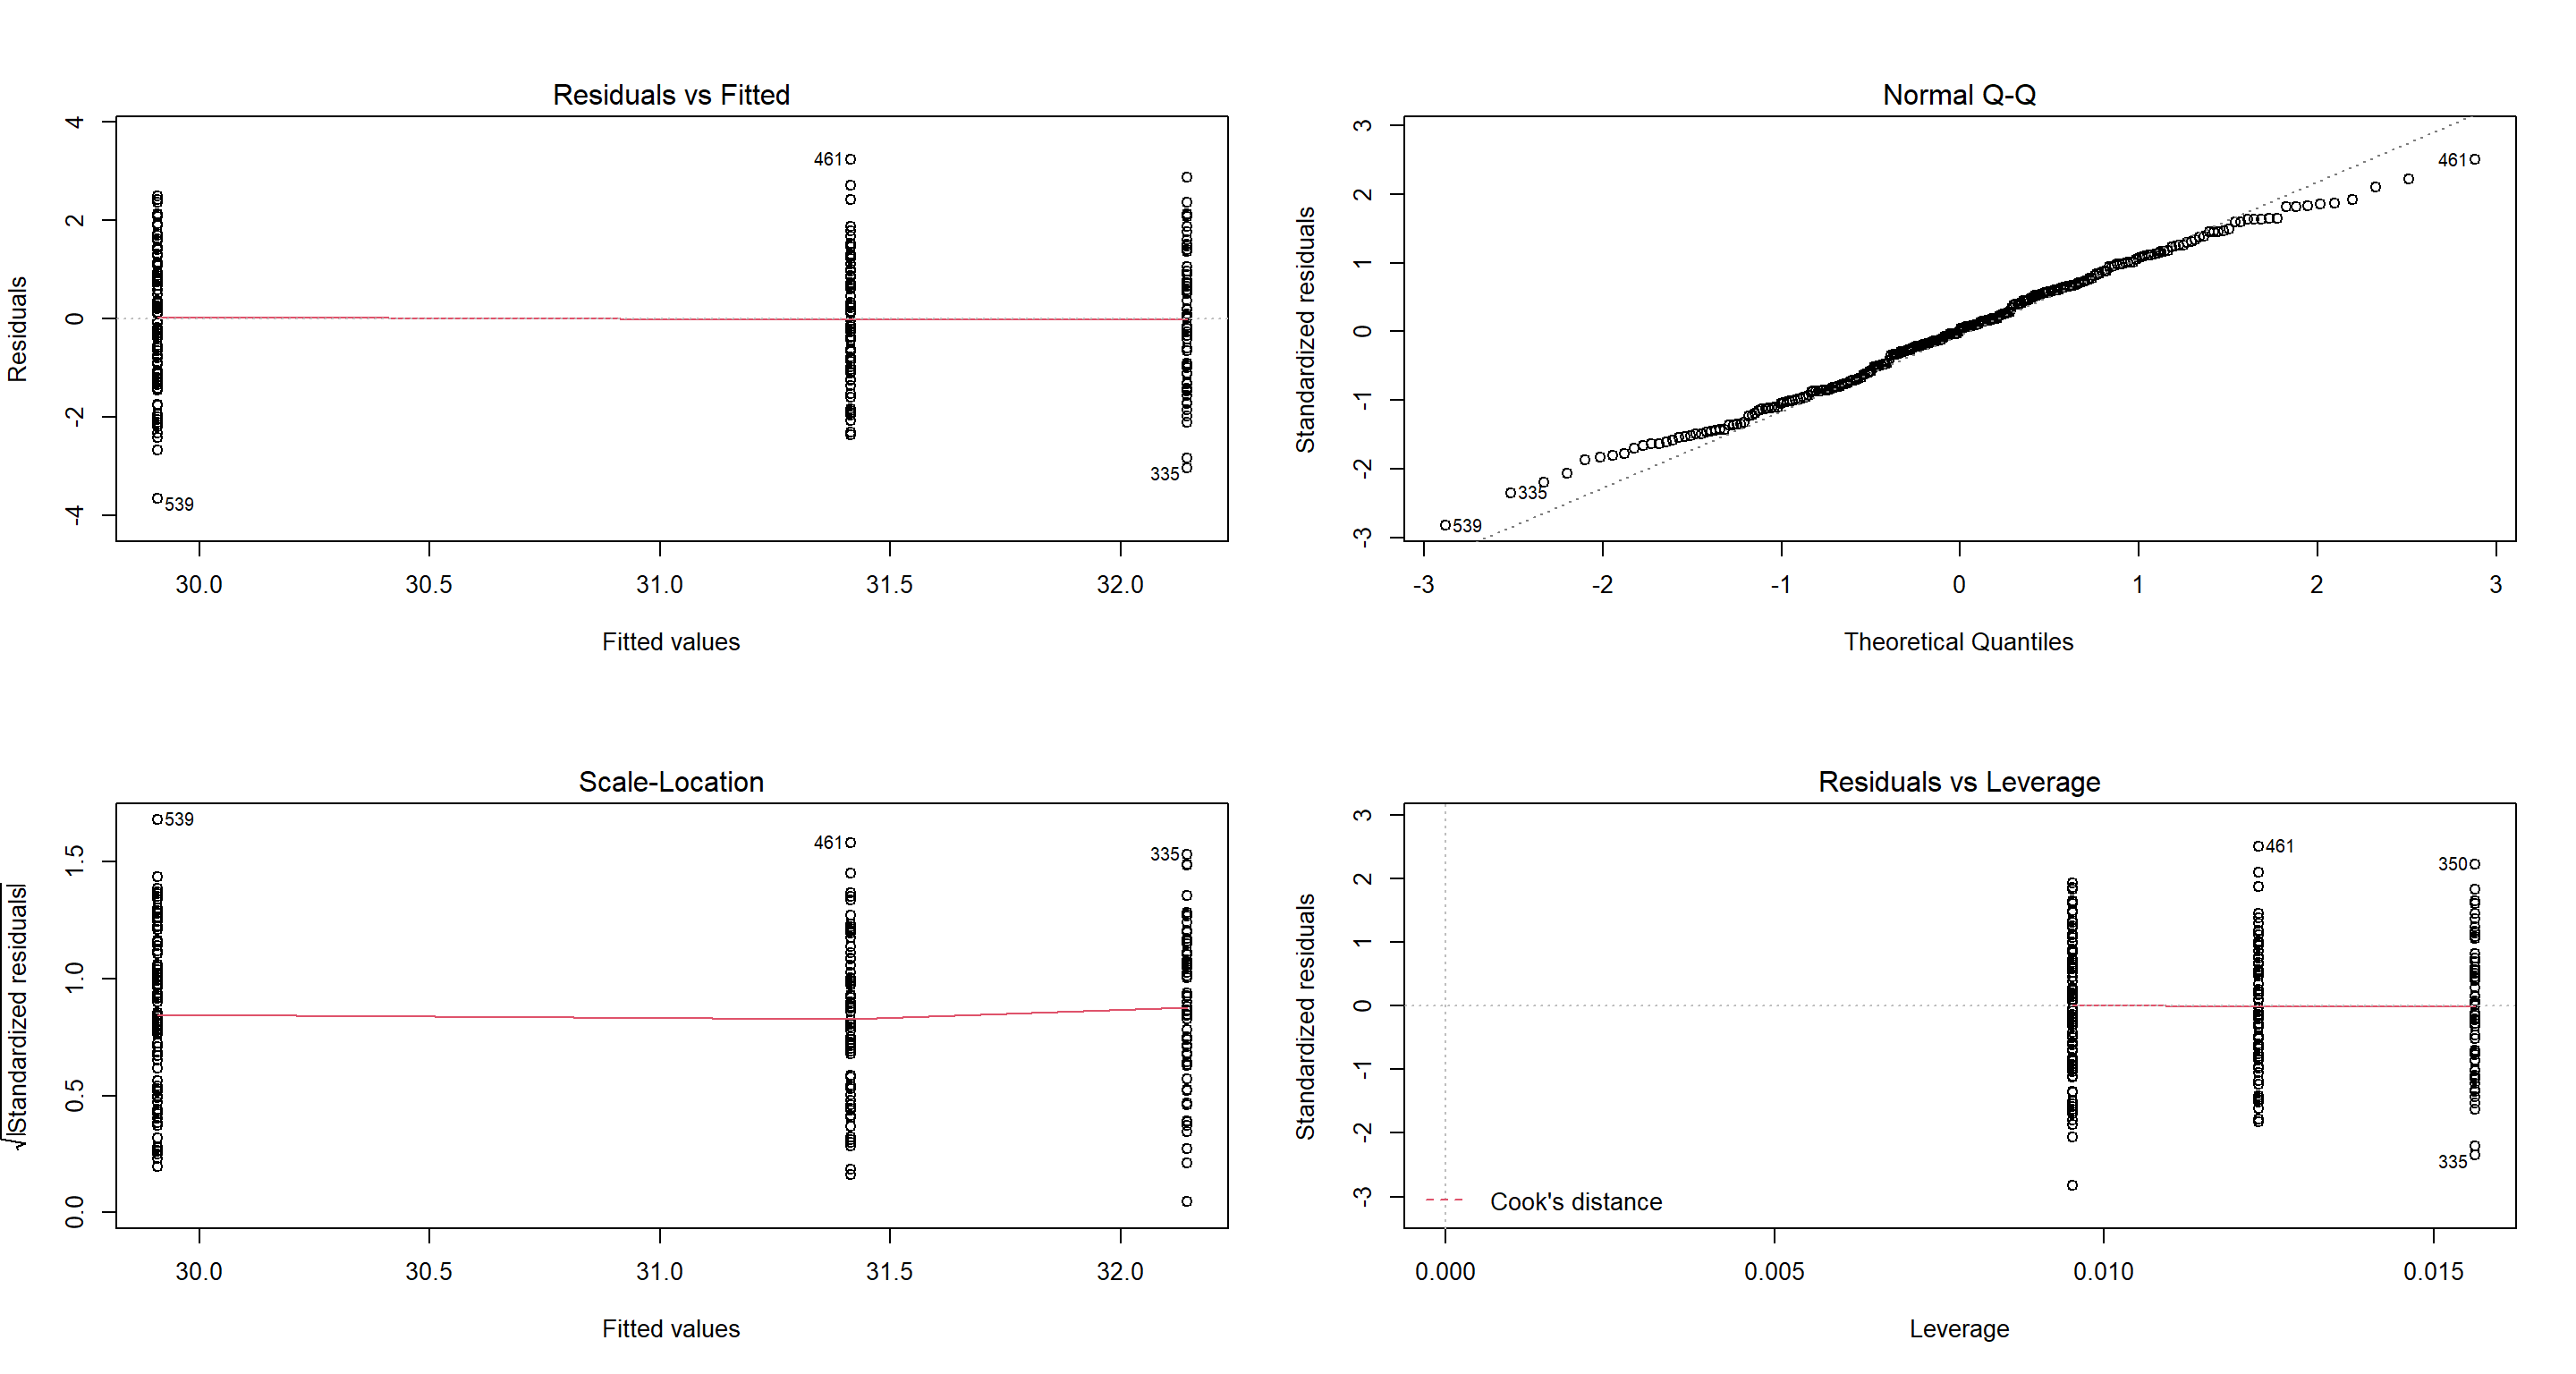 Residuals vs Fitted
Residuals
4
2
0
-2
-4
461
335
539
30.0 30.5 31.0 31.5 32.0
Fitted values
Normal Q-Q
Standardized residuals
3
2
1
0
-1
-2
-3
461
335
539
-3 -2 -1 0 1 2 3
Theoretical Quantiles
Scale-Location
√|Standardized residuals|
1.5
1.0
0.5
0.0
539
461
335
30.0 30.5 31.0 31.5 32.0
Fitted values
Residuals vs Leverage
Standardized residuals
3
2
1
0
-1
-2
-3
461
350
335
Cook's distance
0.000 0.005 0.010 0.015
Leverage